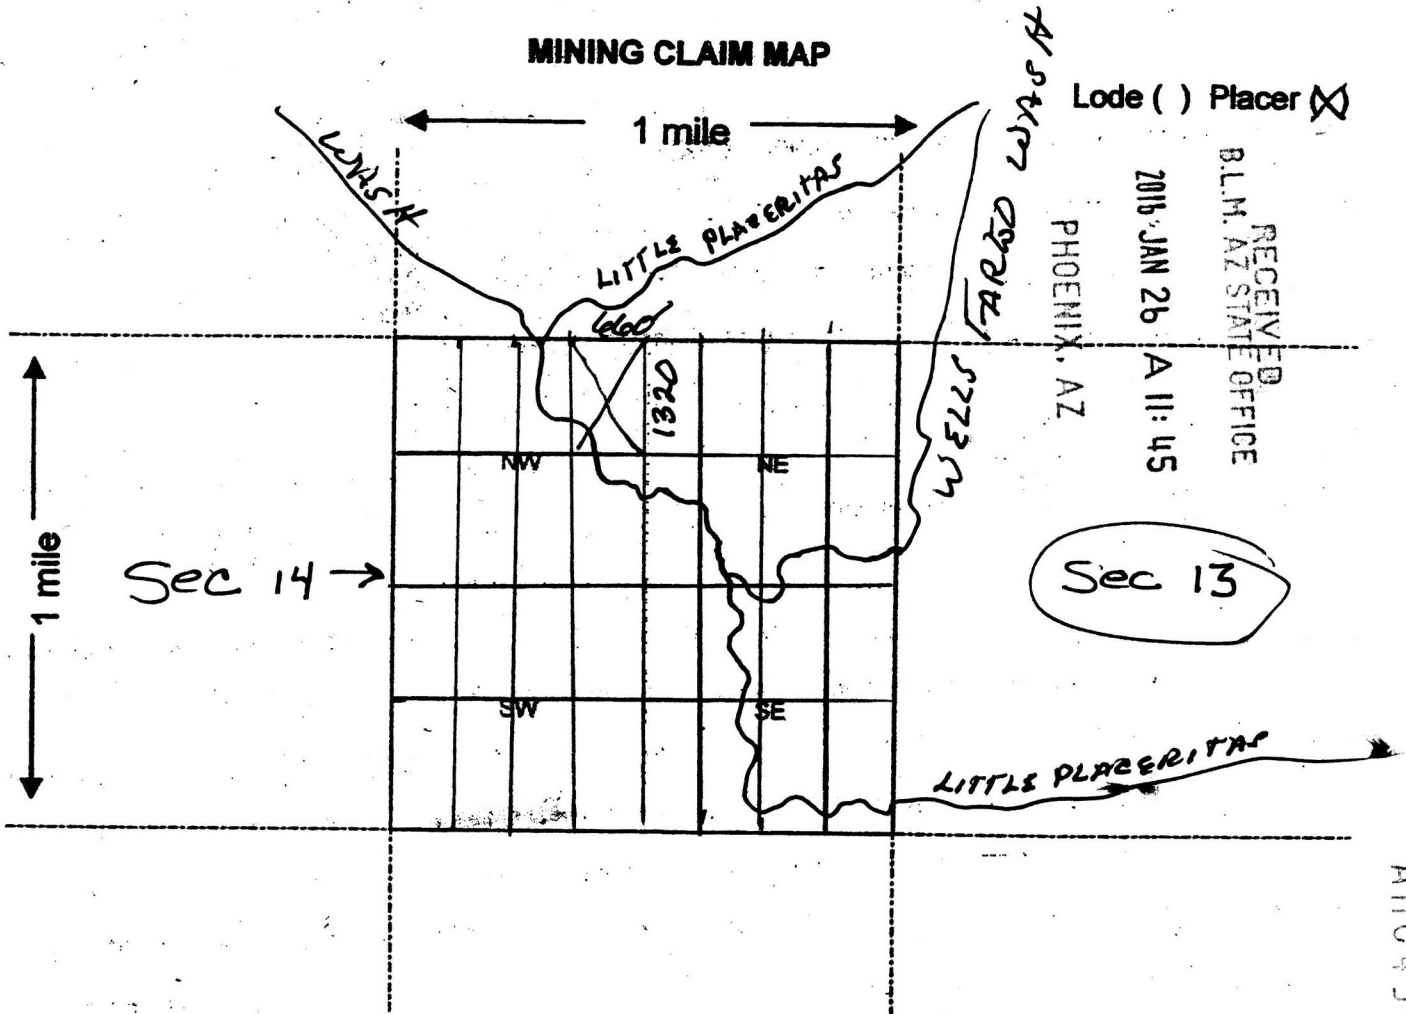 MINING CLAIM MAP
Lode ( ) Placer (X)
1 mile
WASH
LITTLE PLACERITAS
WELLS FARGO WASH
RECEIVED
B.L.M. AZ STATE OFFICE
2016 JAN 26 A 11:45
PHOENIX, AZ
660
1320
NW
NE
1 mile
Sec 14 →
Sec 13
SW
SE
LITTLE PLACERITAS